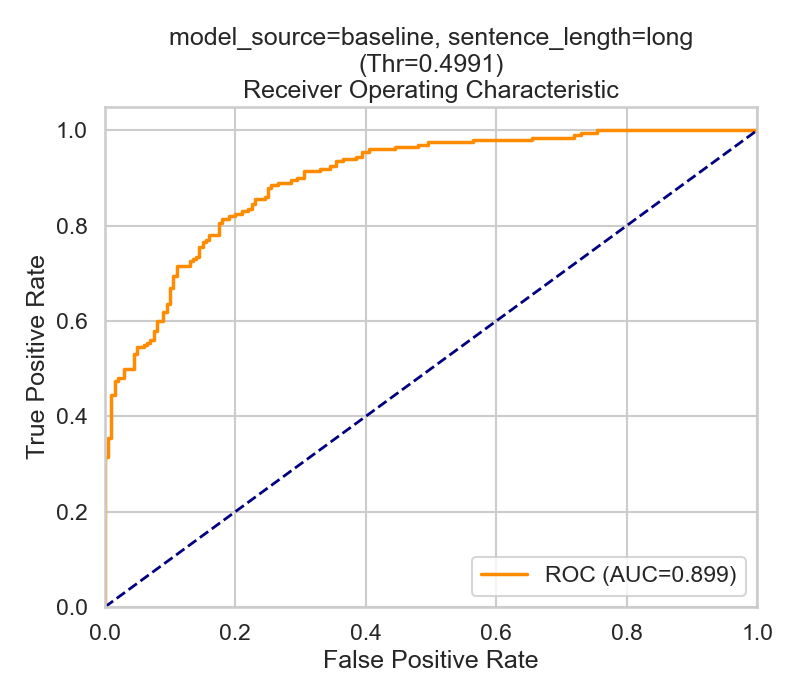 model_source=baseline, sentence_length=long
(Thr=0.4991)
Receiver Operating Characteristic
1.0
0.8
0.6
0.4
0.2
0.0
True Positive Rate
ROC (AUC=0.899)
0.0 0.2 0.4 0.6 0.8 1.0
False Positive Rate